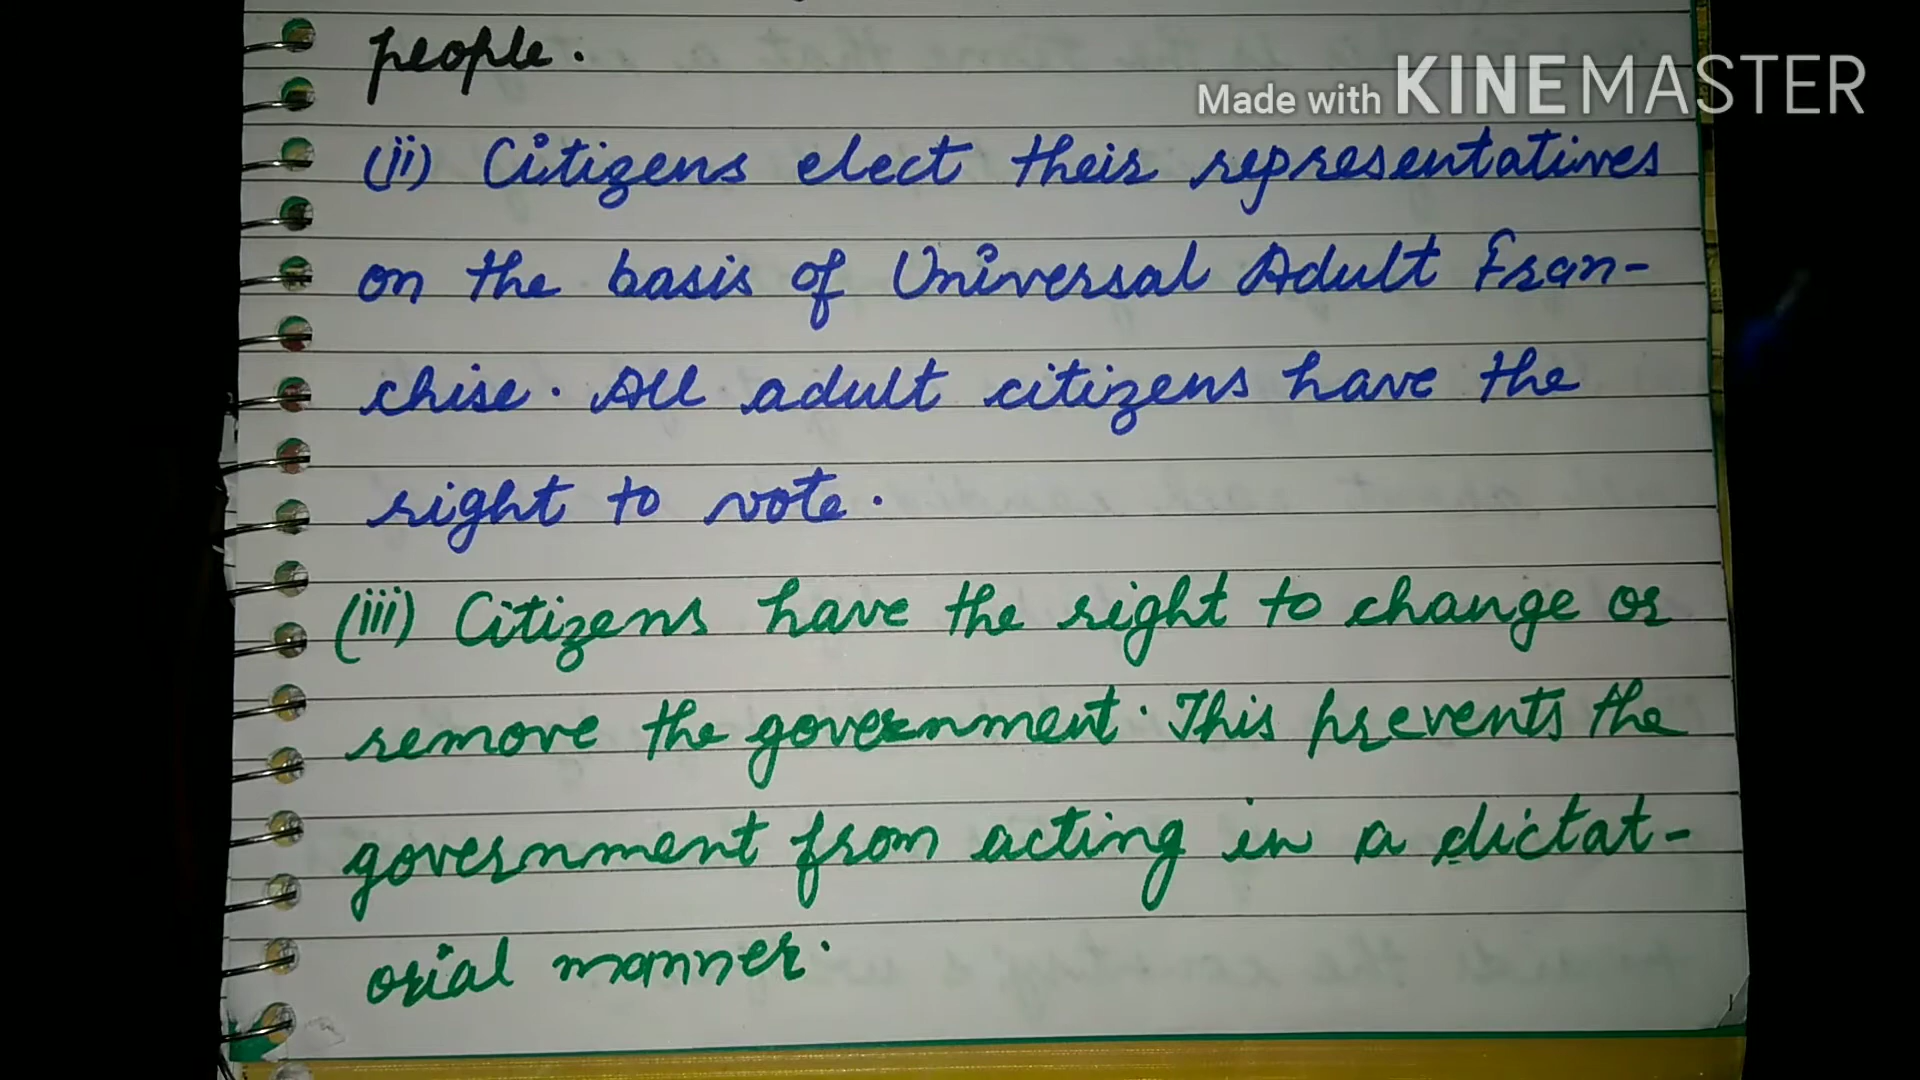 people.
Made with KINEMASTER
(ii) Citizens elect their representatives
on the basis of Universal Adult Fran-
chise. All adult citizens have the
right to vote.
(iii) Citizens have the right to change or
remove the government. This prevents the
government from acting in a dictat-
orial manner.